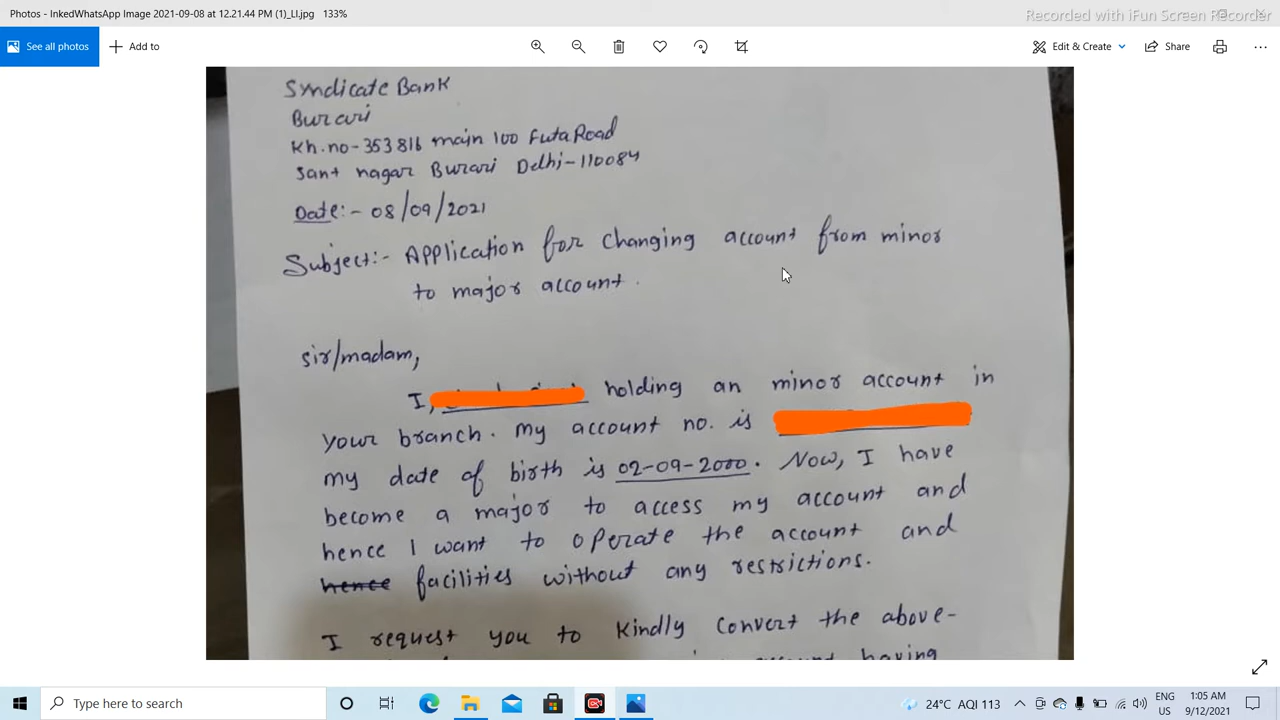 Photos - InkedWhatsApp Image 2021-09-08 at 12.21.44 PM (1)_LI.jpg 133%
Recorded with iFun Screen Recorder
See all photos
Add to
Edit & Create
Share
Syndicate Bank
Burari
Kh.no-353816 main 100 Futa Road
Sant nagar Burari Delhi-110084
Date:- 08/09/2021
Subject:- Application for changing account from minor
to major account.
sir/madam,
I, holding an minor account in
your branch. my account no. is
my date of birth is 02-09-2000. Now, I have
become a major to access my account and
hence I want to operate the account and
hence facilities without any restrictions.
I request you to kindly convert the above-
account having
Type here to search
24°C AQI 113
ENG
US
1:05 AM
9/12/2021